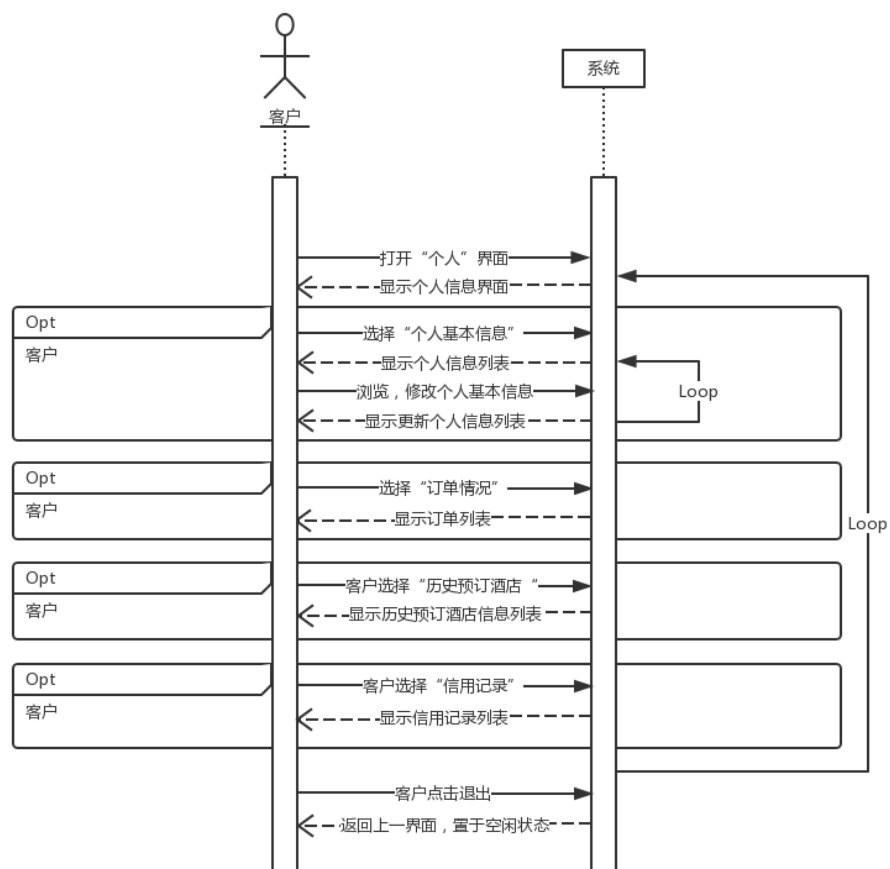 客户
系统
打开“个人”界面
显示个人信息界面
Opt
客户
选择“个人基本信息”
显示个人信息列表
Loop
浏览，修改个人基本信息
显示更新个人信息列表
Opt
客户
选择“订单情况”
显示订单列表
Loop
Opt
客户
客户选择“历史预订酒店“
显示历史预订酒店信息列表
Opt
客户
客户选择“信用记录”
显示信用记录列表
客户点击退出
返回上一界面，置于空闲状态